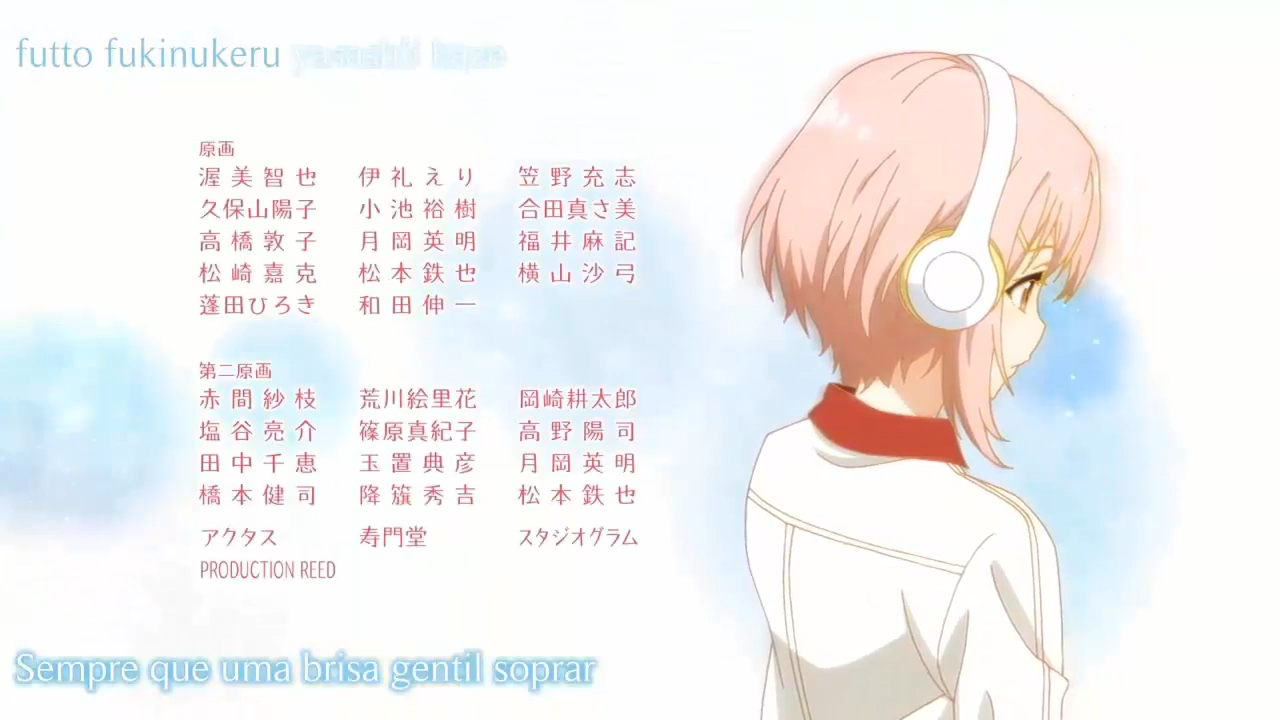 futto fukinukeru yasashii kaze
原画
渥美智也 伊礼えり 笠野充志
久保山陽子 小池裕樹 合田真さ美
高橋敦子 月岡英明 福井麻記
松崎嘉克 松本鉄也 横山沙弓
蓬田ひろき 和田伸一
第二原画
赤間紗枝 荒川絵里花 岡崎耕太郎
塩谷亮介 篠原真紀子 高野陽司
田中千恵 玉置典彦 月岡英明
橋本健司 降籏秀吉 松本鉄也
アクタス 寿門堂 スタジオグラム
PRODUCTION REED
Sempre que uma brisa gentil soprar